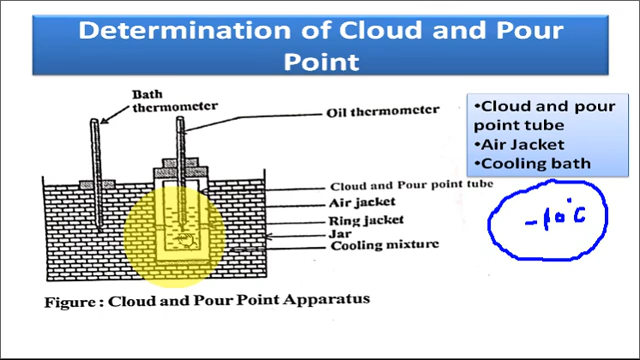 Determination of Cloud and Pour
Point
Bath
thermometer
Oil thermometer
•Cloud and pour
point tube
•Air Jacket
•Cooling bath
Cloud and Pour point tube
Air jacket
Ring jacket
Jar
Cooling mixture
-10°C
Figure : Cloud and Pour Point Apparatus